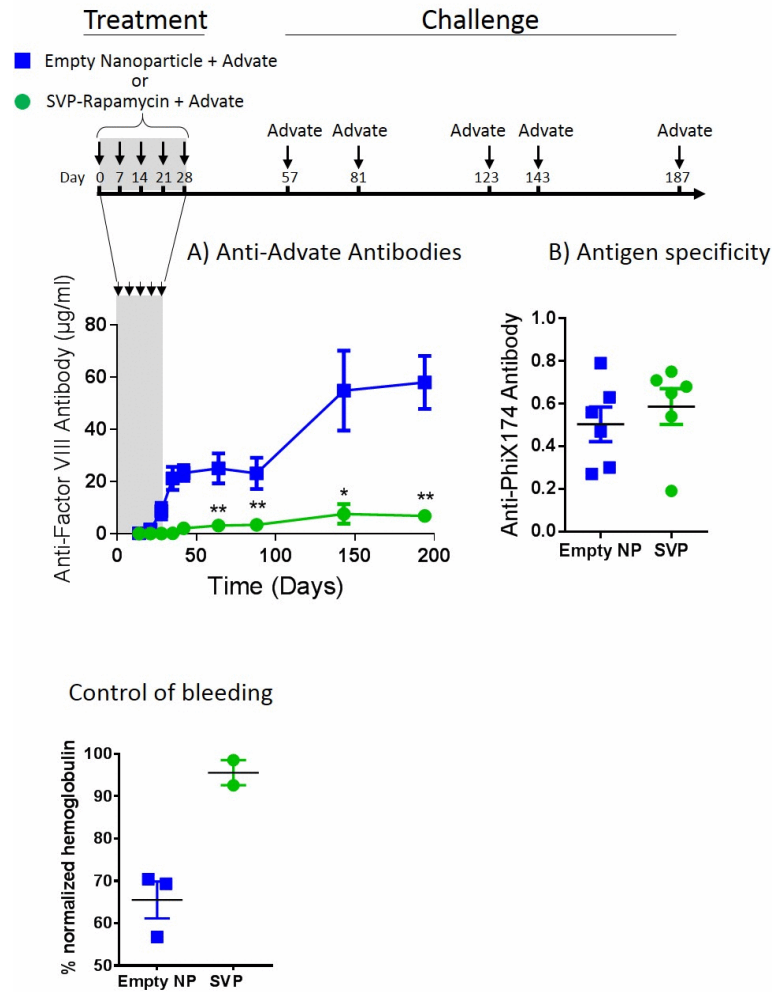 Treatment
Challenge
Empty Nanoparticle + Advate
or
SVP-Rapamycin + Advate
Advate Advate Advate Advate Advate
Day 0 7 14 21 28 57 81 123 143 187
A) Anti-Advate Antibodies
Anti-Factor VIII Antibody (µg/ml)
80
60
40
20
0
** ** * **
0 50 100 150 200
Time (Days)
B) Antigen specificity
Anti-PhiX174 Antibody
1.0
0.8
0.6
0.4
0.2
0.0
Empty NP SVP
Control of bleeding
% normalized hemoglobulin
100
90
80
70
60
50
Empty NP SVP